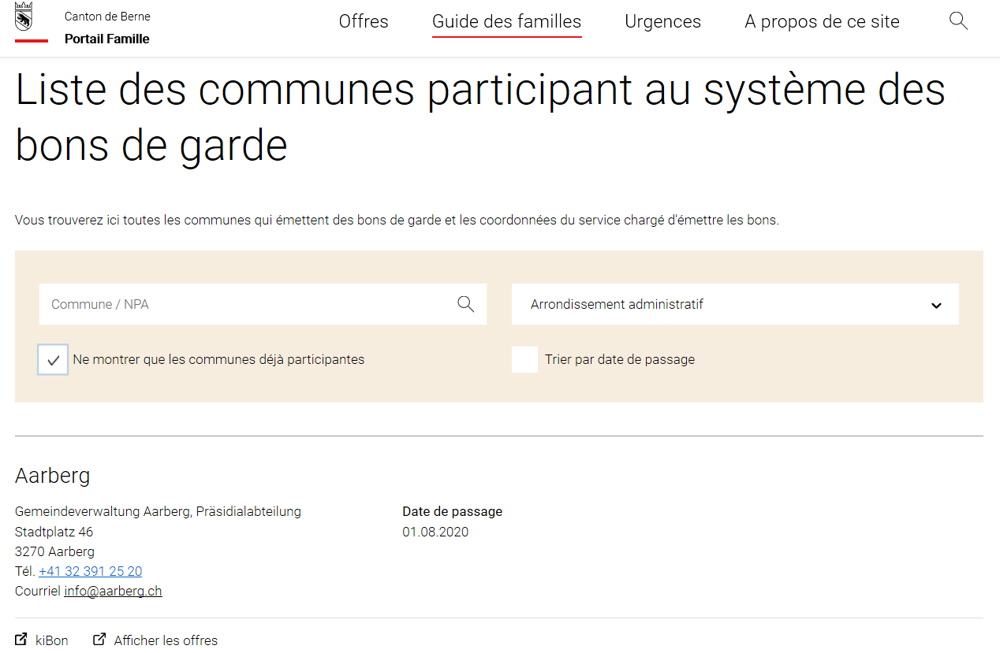 Canton de Berne
Portail Famille
Offres
Guide des familles
Urgences
A propos de ce site
Liste des communes participant au système des
bons de garde
Vous trouverez ici toutes les communes qui émettent des bons de garde et les coordonnées du service chargé d'émettre les bons.
Commune / NPA
Arrondissement administratif
Ne montrer que les communes déjà participantes
Trier par date de passage
Aarberg
Gemeindeverwaltung Aarberg, Präsidialabteilung
Stadtplatz 46
3270 Aarberg
Tél. +41 32 391 25 20
Courriel info@aarberg.ch
Date de passage
01.08.2020
kiBon
Afficher les offres